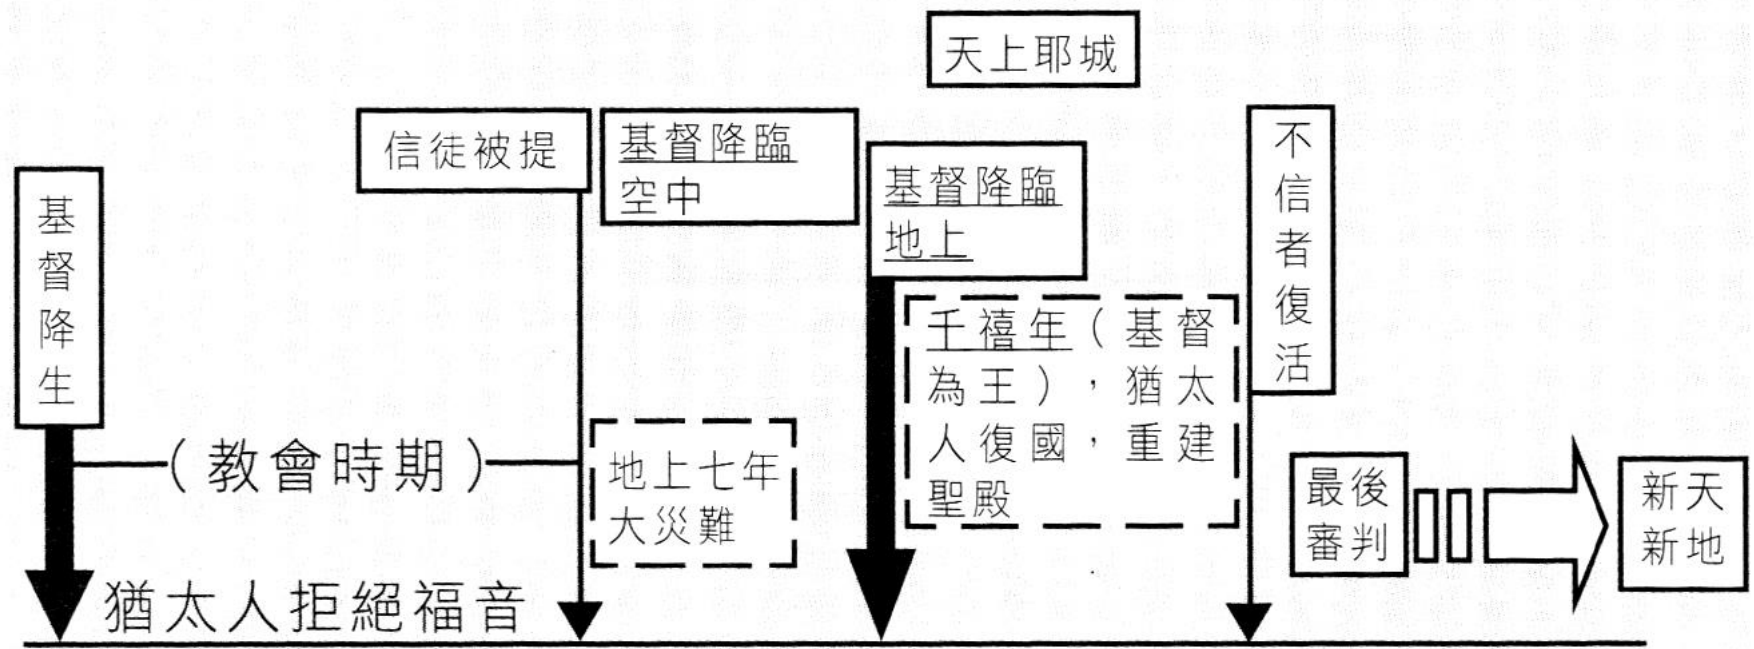 天上耶城
信徒被提
基督降臨
空中
基督降臨
地上
不信者復活
基督降生
千禧年（基督
為王），猶太
人復國，重建
聖殿
（教會時期）
地上七年
大災難
最後
審判
新天
新地
猶太人拒絕福音